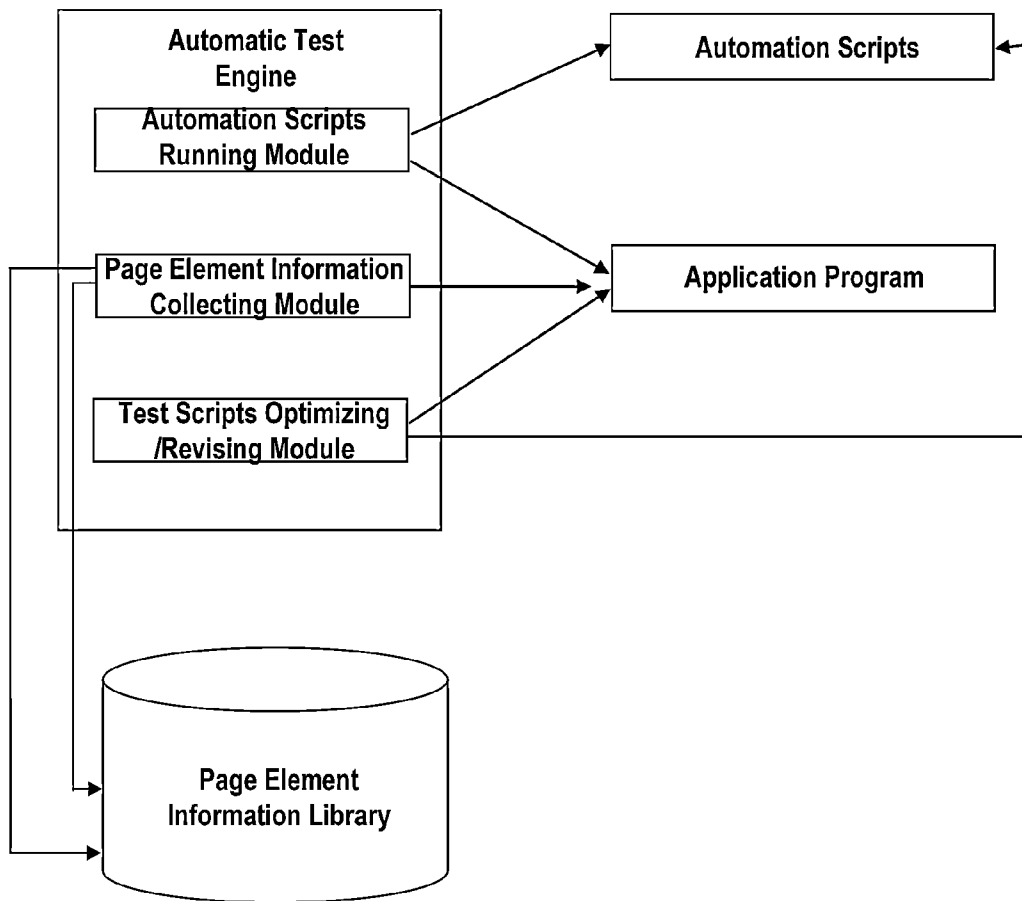 Automatic Test
Engine
Automation Scripts
Running Module
Page Element Information
Collecting Module
Test Scripts Optimizing
/Revising Module
Automation Scripts
Application Program
Page Element
Information Library